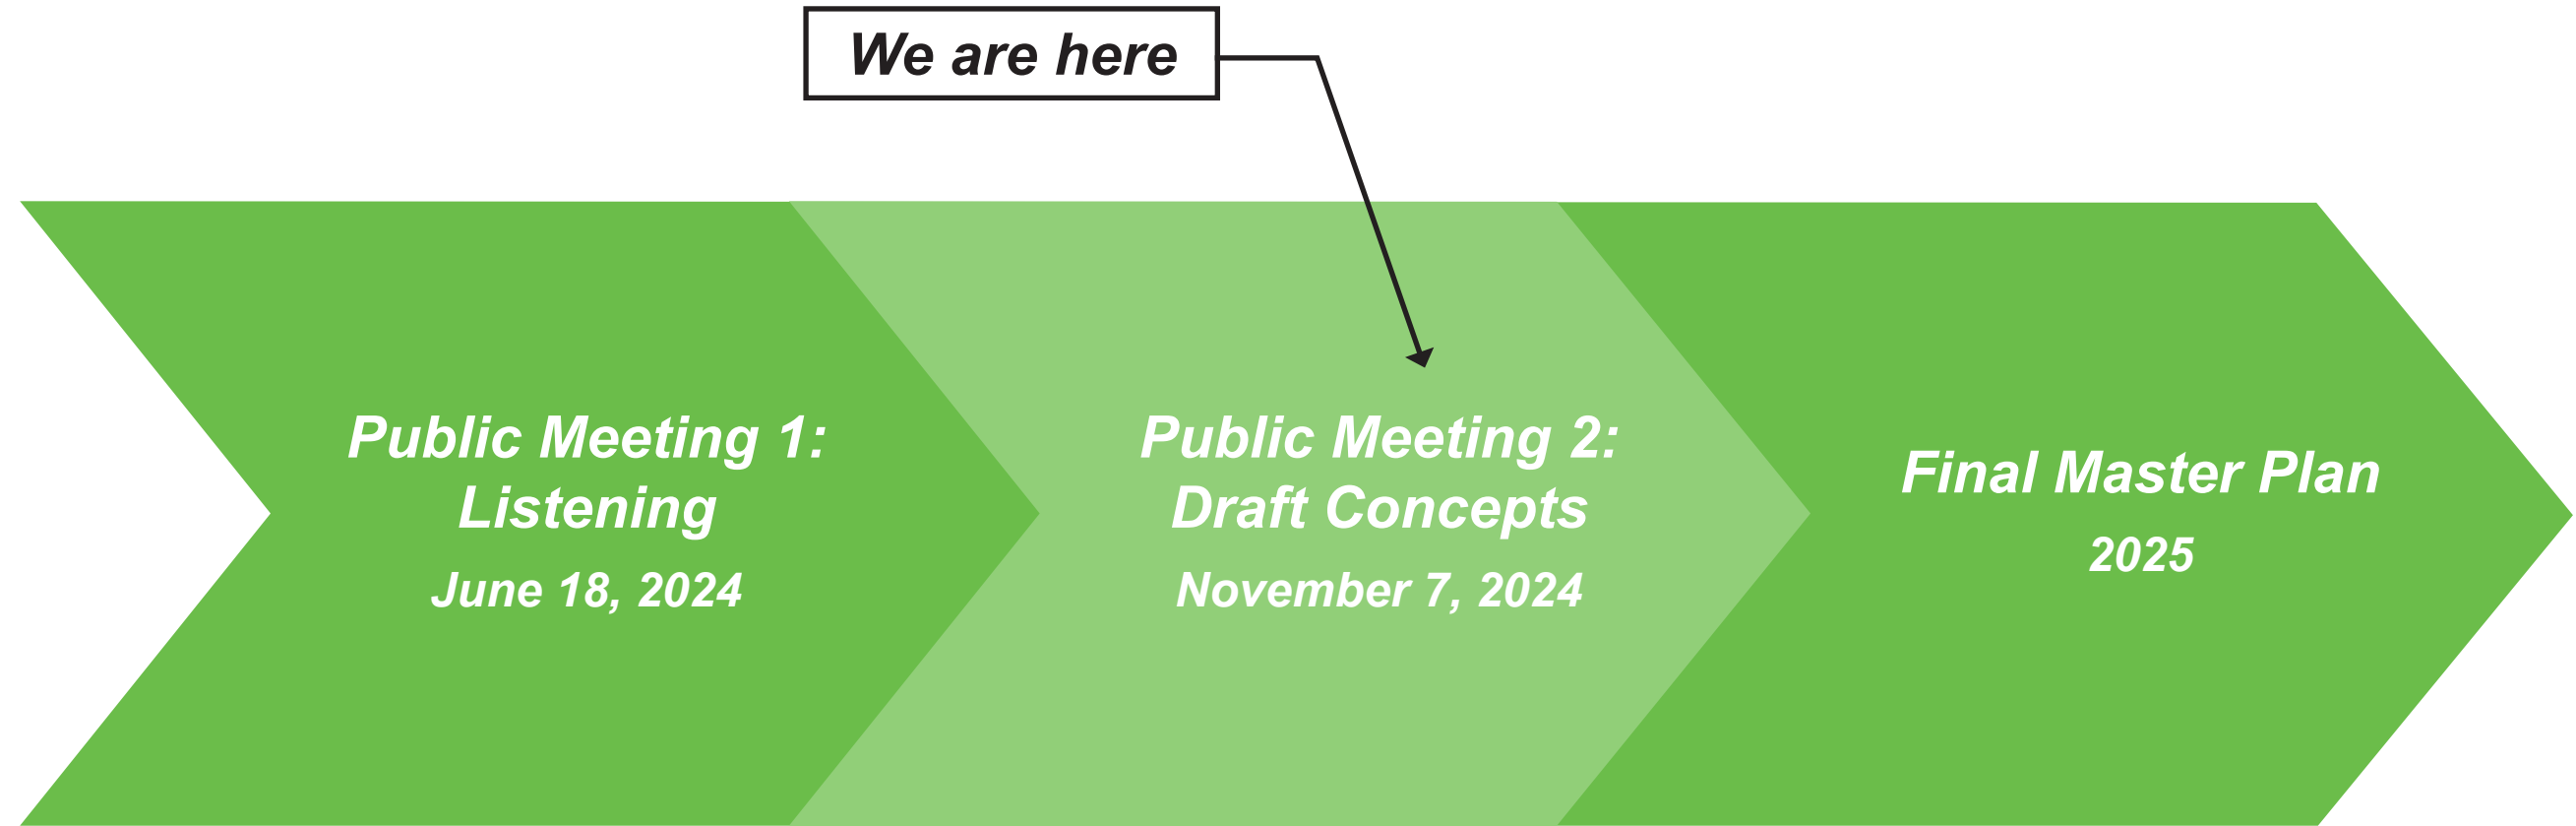 We are here
Public Meeting 1:
Listening
June 18, 2024
Public Meeting 2:
Draft Concepts
November 7, 2024
Final Master Plan
2025